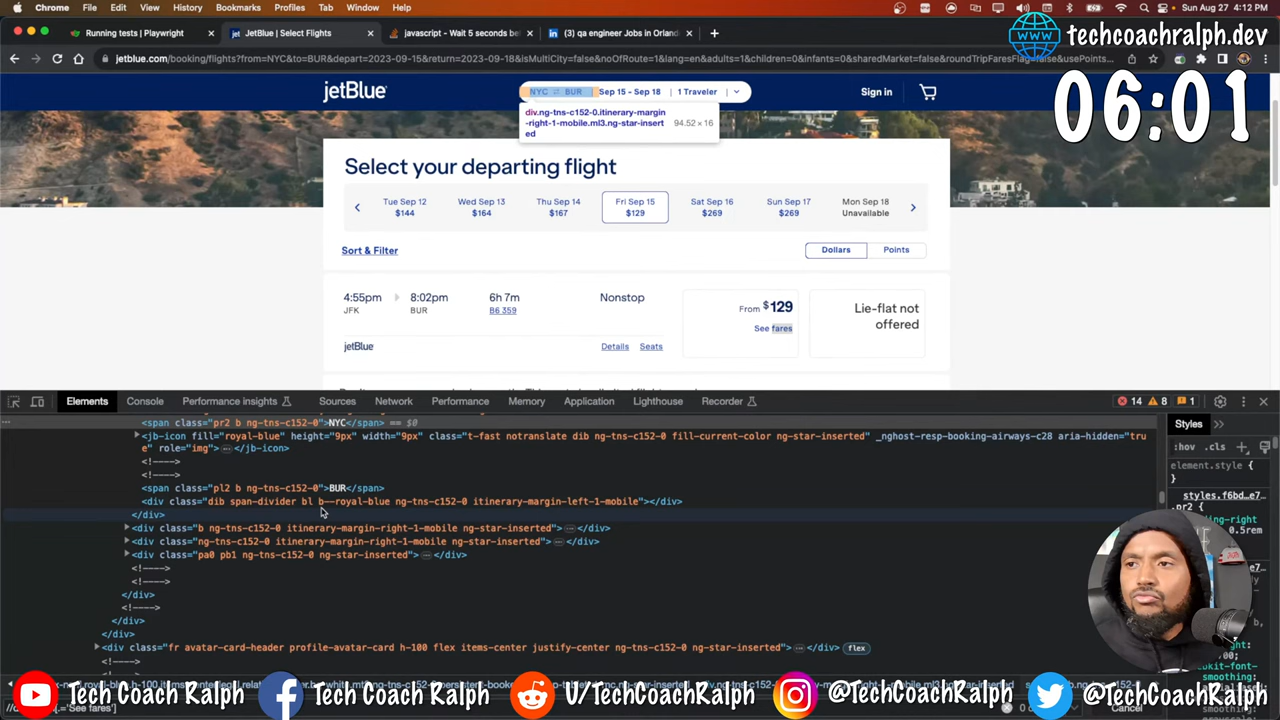 Chrome File Edit View History Bookmarks Profiles Tab Window Help
Sun Aug 27 4:12 PM
Running tests | Playwright
JetBlue | Select Flights
javascript - Wait 5 seconds be
(3) qa engineer Jobs in Orland
techcoachralph.dev
jetblue.com/booking/flights?from=NYC&to=BUR&depart=2023-09-15&return=2023-09-18&isMultiCity=false&noOfRoute=1&lang=en&adults=1&children=0&infants=0&sharedMarket=false&roundTripFaresFlag=false&usePoints...
06:01
jetBlue
NYC BUR | Sep 15 - Sep 18 | 1 Traveler |
Sign in
div.ng-tns-c152-0.itinerary-margin
-right-1-mobile.ml3.ng-star-insert
ed
94.52 × 16
Select your departing flight
Tue Sep 12 Wed Sep 13 Thu Sep 14 Fri Sep 15 Sat Sep 16 Sun Sep 17 Mon Sep 18
$144 $164 $167 $129 $269 $269 Unavailable
Sort & Filter
Dollars Points
4:55pm 8:02pm 6h 7m Nonstop
JFK BUR B6 359
From $129
See fares
Lie-flat not
offered
jetBlue
Details Seats
Elements Console Performance insights Sources Network Performance Memory Application Lighthouse Recorder
14 8 1
<span class="pr2 b ng-tns-c152-0">NYC</span> == $0
<jb-icon fill="royal-blue" height="9px" width="9px" class="t-fast notranslate dib ng-tns-c152-0 fill-current-color ng-star-inserted" _nghost-resp-booking-airways-c28 aria-hidden="tru
e" role="img">…</jb-icon>
<!---->
<!---->
<span class="pl2 b ng-tns-c152-0">BUR</span>
<div class="dib span-divider bl b--royal-blue ng-tns-c152-0 itinerary-margin-left-1-mobile"></div>
</div>
<div class="b ng-tns-c152-0 itinerary-margin-right-1-mobile ng-star-inserted">…</div>
<div class="ng-tns-c152-0 itinerary-margin-right-1-mobile ng-star-inserted">…</div>
<div class="pa0 pb1 ng-tns-c152-0 ng-star-inserted">…</div>
<!---->
<!---->
</div>
<!---->
</div>
</div>
<div class="fr avatar-card-header profile-avatar-card h-100 flex items-center justify-center ng-tns-c152-0 ng-star-inserted">…</div> flex
<!---->
Styles
:hov .cls
element.style {
}
styles.f6bd
.pr2 {
0.5rem
Tech Coach Ralph
Tech Coach Ralph
U/TechCoachRalph
@TechCoachRalph
@TechCoachRalph
.='See fares']
Cancel